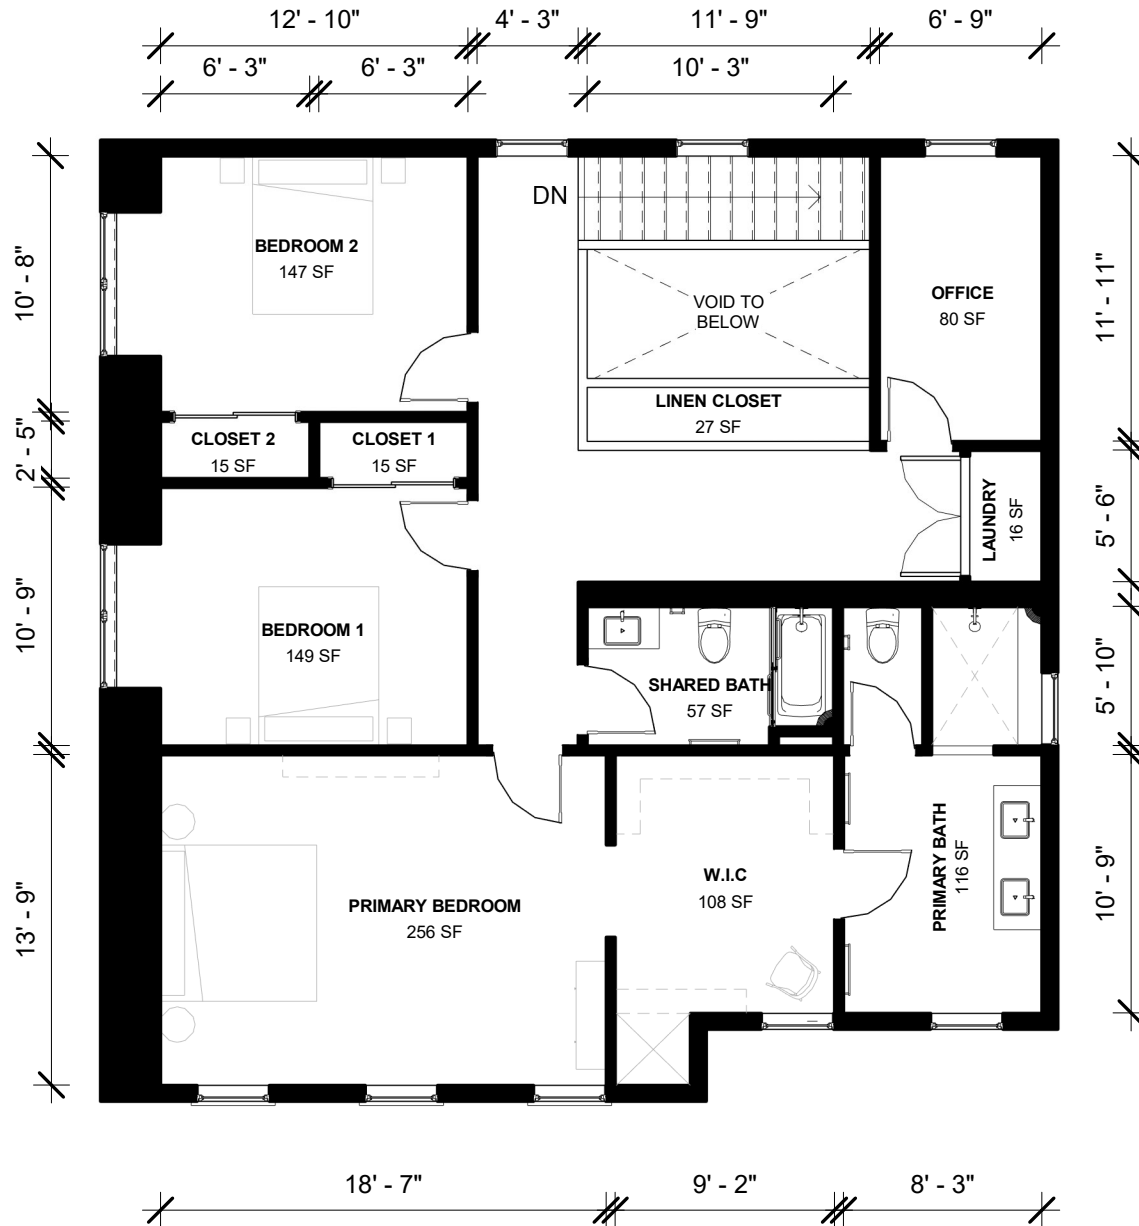 12' - 10"
4' - 3"
11' - 9"
6' - 9"
6' - 3"
6' - 3"
10' - 3"
DN
BEDROOM 2
147 SF
VOID TO
BELOW
OFFICE
80 SF
10' - 8"
11' - 11"
LINEN CLOSET
27 SF
CLOSET 2
15 SF
CLOSET 1
15 SF
2' - 5"
LAUNDRY
16 SF
5' - 6"
BEDROOM 1
149 SF
10' - 9"
SHARED BATH
57 SF
5' - 10"
PRIMARY BEDROOM
256 SF
W.I.C
108 SF
PRIMARY BATH
116 SF
13' - 9"
10' - 9"
18' - 7"
9' - 2"
8' - 3"